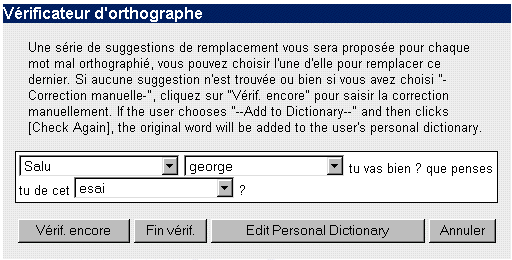 Vérificateur d'orthographe
Une série de suggestions de remplacement vous sera proposée pour chaque
mot mal orthographié, vous pouvez choisir l'une d'elle pour remplacer ce
dernier. Si aucune suggestion n'est trouvée ou bien si vous avez choisi "-
Correction manuelle-", cliquez sur "Vérif. encore" pour saisir la correction
manuellement. If the user chooses "--Add to Dictionary--" and then clicks
[Check Again], the original word will be added to the user's personal dictionary.
Salu george tu vas bien ? que penses
tu de cet esai ?
Vérif. encore Fin vérif. Edit Personal Dictionary Annuler